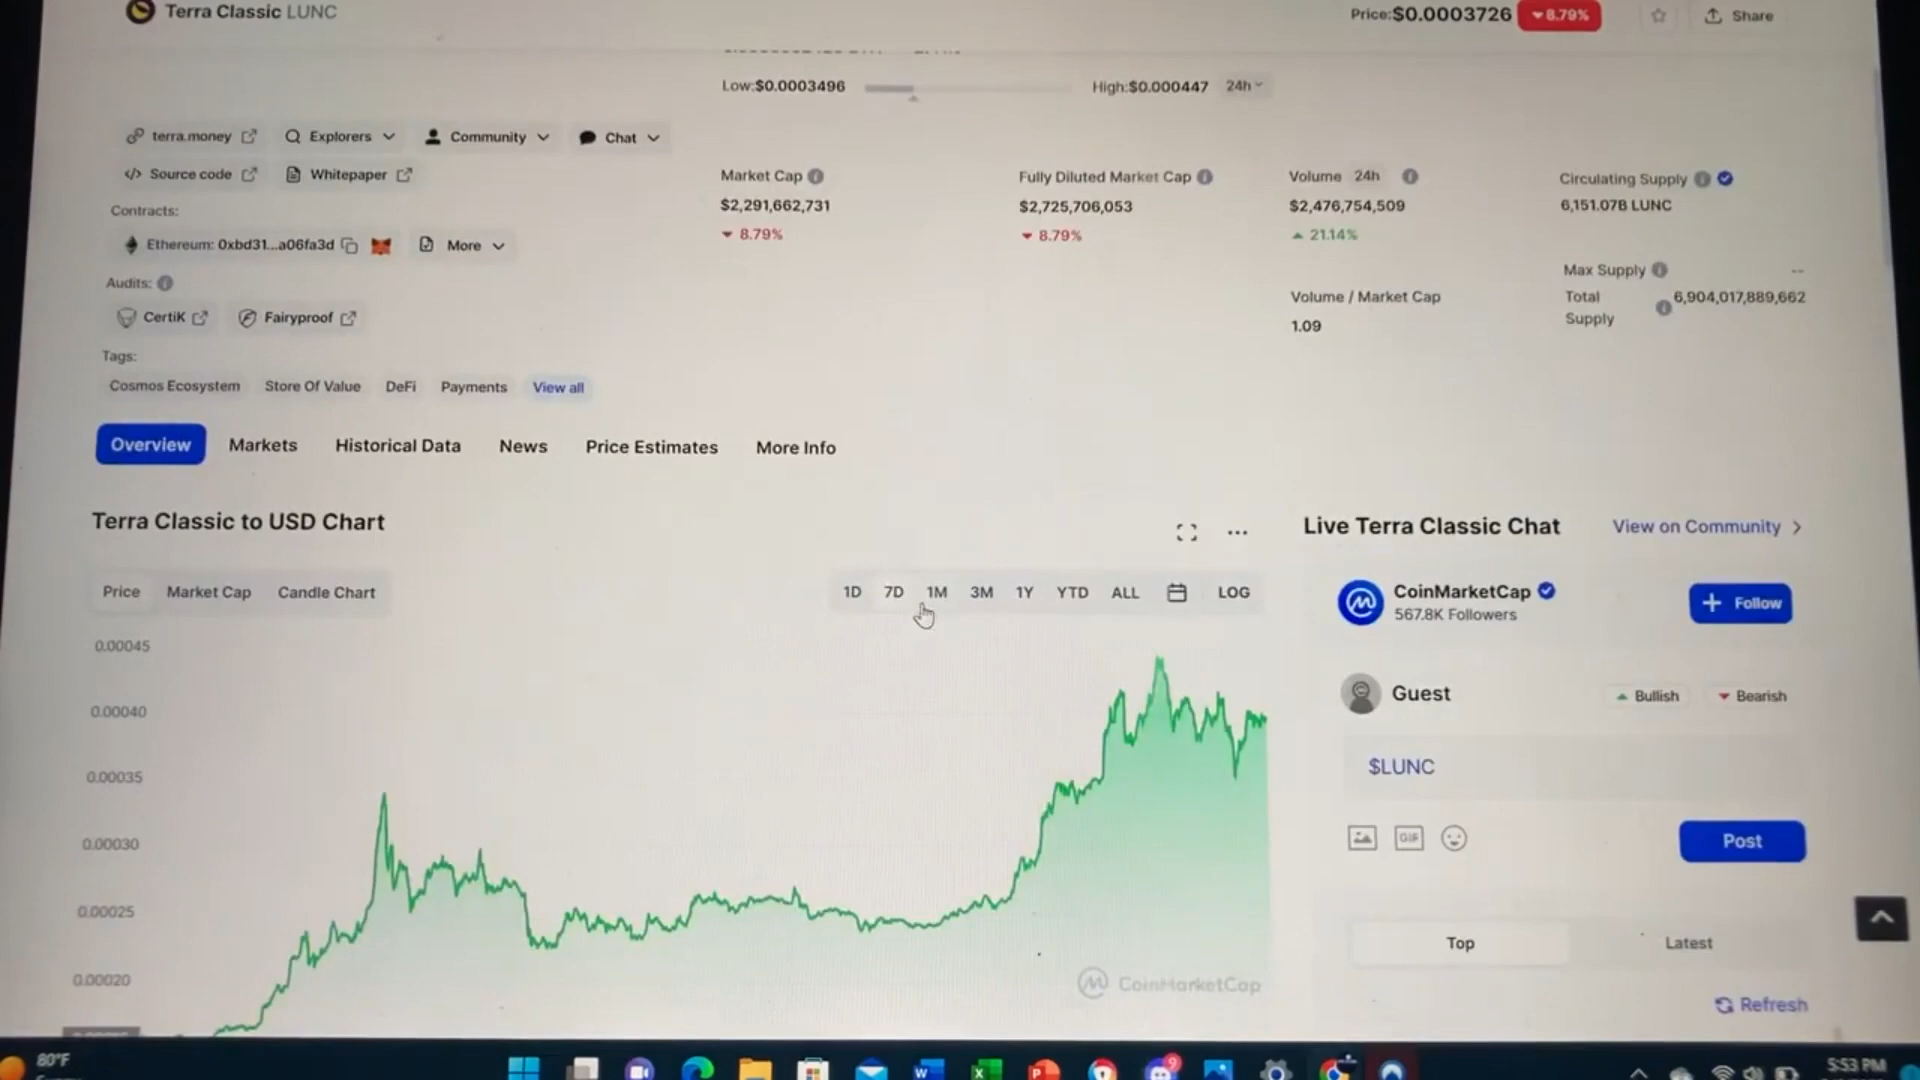 Terra Classic LUNC
Price:$0.0003726 8.79%
Share
Low:$0.0003496
High:$0.000447 24h
terra.money
Explorers
Community
Chat
Source code
Whitepaper
Contracts:
Ethereum: 0xbd31...a06fa3d
More
Audits:
CertiK
Fairyproof
Tags:
Cosmos Ecosystem
Store Of Value
DeFi
Payments
View all
Market Cap
$2,291,662,731
8.79%
Fully Diluted Market Cap
$2,725,706,053
8.79%
Volume 24h
$2,476,754,509
21.14%
Volume / Market Cap
1.09
Circulating Supply
6,151.07B LUNC
Max Supply --
Total Supply 6,904,017,889,662
Overview
Markets
Historical Data
News
Price Estimates
More Info
Terra Classic to USD Chart
Price
Market Cap
Candle Chart
1D 7D 1M 3M 1Y YTD ALL LOG
0.00045
0.00040
0.00035
0.00030
0.00025
0.00020
CoinMarketCap
Live Terra Classic Chat
View on Community
CoinMarketCap
567.8K Followers
+ Follow
Guest
Bullish
Bearish
$LUNC
GIF
Post
Top
Latest
Refresh
80°F
9
5:53 PM